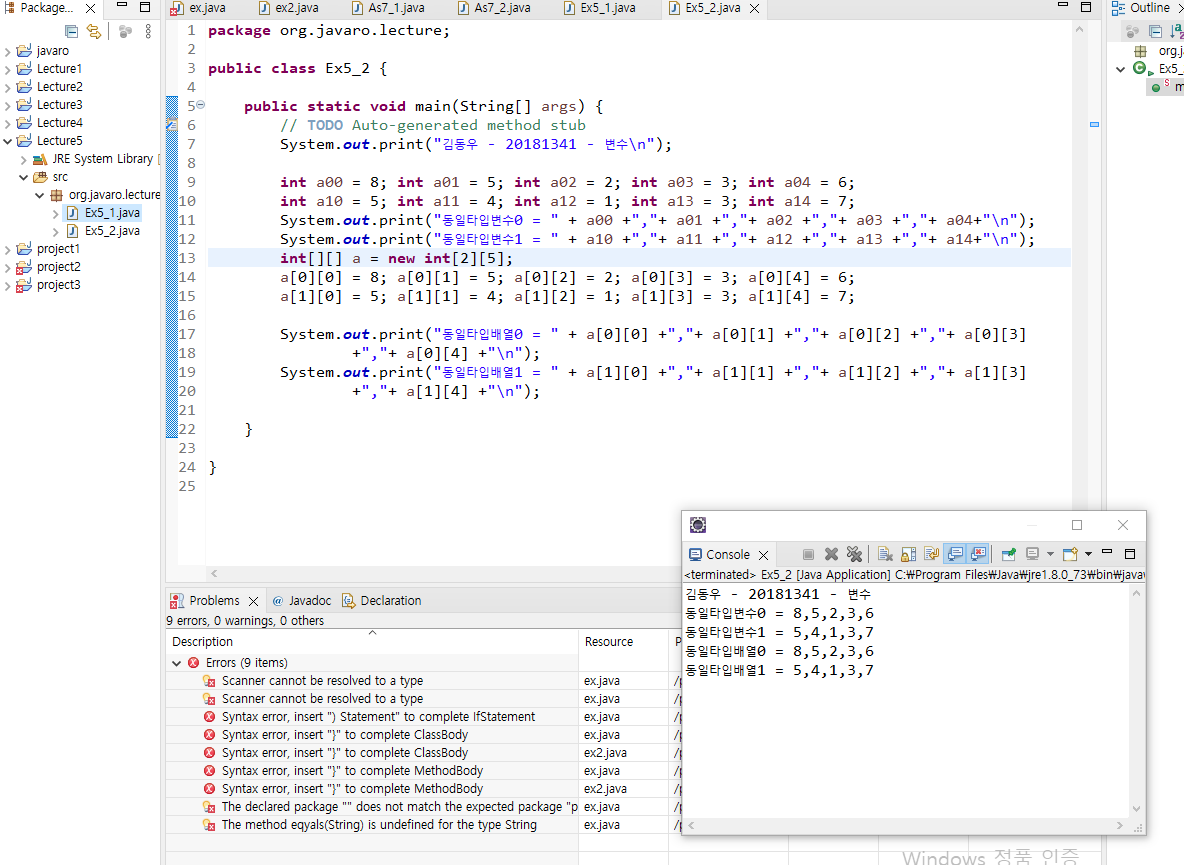 Package...
ex.java
ex2.java
As7_1.java
As7_2.java
Ex5_1.java
Ex5_2.java
Outline
javaro
Lecture1
Lecture2
Lecture3
Lecture4
Lecture5
JRE System Library [
src
org.javaro.lecture
Ex5_1.java
Ex5_2.java
project1
project2
project3
1 package org.javaro.lecture;
2
3 public class Ex5_2 {
4
5 public static void main(String[] args) {
6 // TODO Auto-generated method stub
7 System.out.print("김동우 - 20181341 - 변수\n");
8
9 int a00 = 8; int a01 = 5; int a02 = 2; int a03 = 3; int a04 = 6;
10 int a10 = 5; int a11 = 4; int a12 = 1; int a13 = 3; int a14 = 7;
11 System.out.print("동일타입변수0 = " + a00 +","+ a01 +","+ a02 +","+ a03 +","+ a04+"\n");
12 System.out.print("동일타입변수1 = " + a10 +","+ a11 +","+ a12 +","+ a13 +","+ a14+"\n");
13 int[][] a = new int[2][5];
14 a[0][0] = 8; a[0][1] = 5; a[0][2] = 2; a[0][3] = 3; a[0][4] = 6;
15 a[1][0] = 5; a[1][1] = 4; a[1][2] = 1; a[1][3] = 3; a[1][4] = 7;
16
17 System.out.print("동일타입배열0 = " + a[0][0] +","+ a[0][1] +","+ a[0][2] +","+ a[0][3]
18 +","+ a[0][4] +"\n");
19 System.out.print("동일타입배열1 = " + a[1][0] +","+ a[1][1] +","+ a[1][2] +","+ a[1][3]
20 +","+ a[1][4] +"\n");
21
22 }
23
24 }
25
org.j
Ex5_
m
Problems
Javadoc
Declaration
9 errors, 0 warnings, 0 others
Description Resource P
Errors (9 items)
Scanner cannot be resolved to a type ex.java /p
Scanner cannot be resolved to a type ex.java /p
Syntax error, insert ") Statement" to complete IfStatement ex.java /p
Syntax error, insert "}" to complete ClassBody ex.java /p
Syntax error, insert "}" to complete ClassBody ex2.java /p
Syntax error, insert "}" to complete MethodBody ex.java /p
Syntax error, insert "}" to complete MethodBody ex2.java /p
The declared package "" does not match the expected package "p ex.java /p
The method eqyals(String) is undefined for the type String ex.java /p
Console
<terminated> Ex5_2 [Java Application] C:₩Program Files₩Java₩jre1.8.0_73₩bin₩javaw
김동우 - 20181341 - 변수
동일타입변수0 = 8,5,2,3,6
동일타입변수1 = 5,4,1,3,7
동일타입배열0 = 8,5,2,3,6
동일타입배열1 = 5,4,1,3,7
Windows 정품 인증